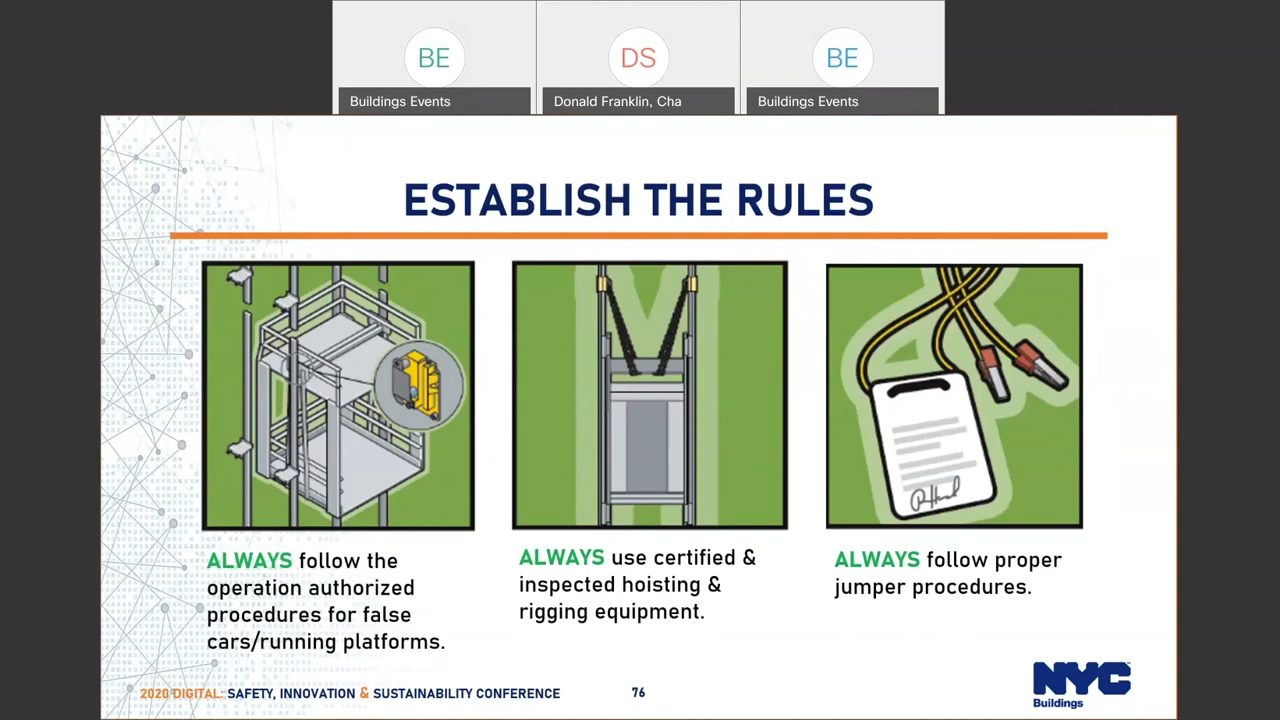 BE
DS
BE
Buildings Events
Donald Franklin, Cha
Buildings Events
ESTABLISH THE RULES
ALWAYS follow the
operation authorized
procedures for false
cars/running platforms.
ALWAYS use certified &
inspected hoisting &
rigging equipment.
ALWAYS follow proper
jumper procedures.
2020 DIGITAL: SAFETY, INNOVATION & SUSTAINABILITY CONFERENCE
76
NYC
Buildings